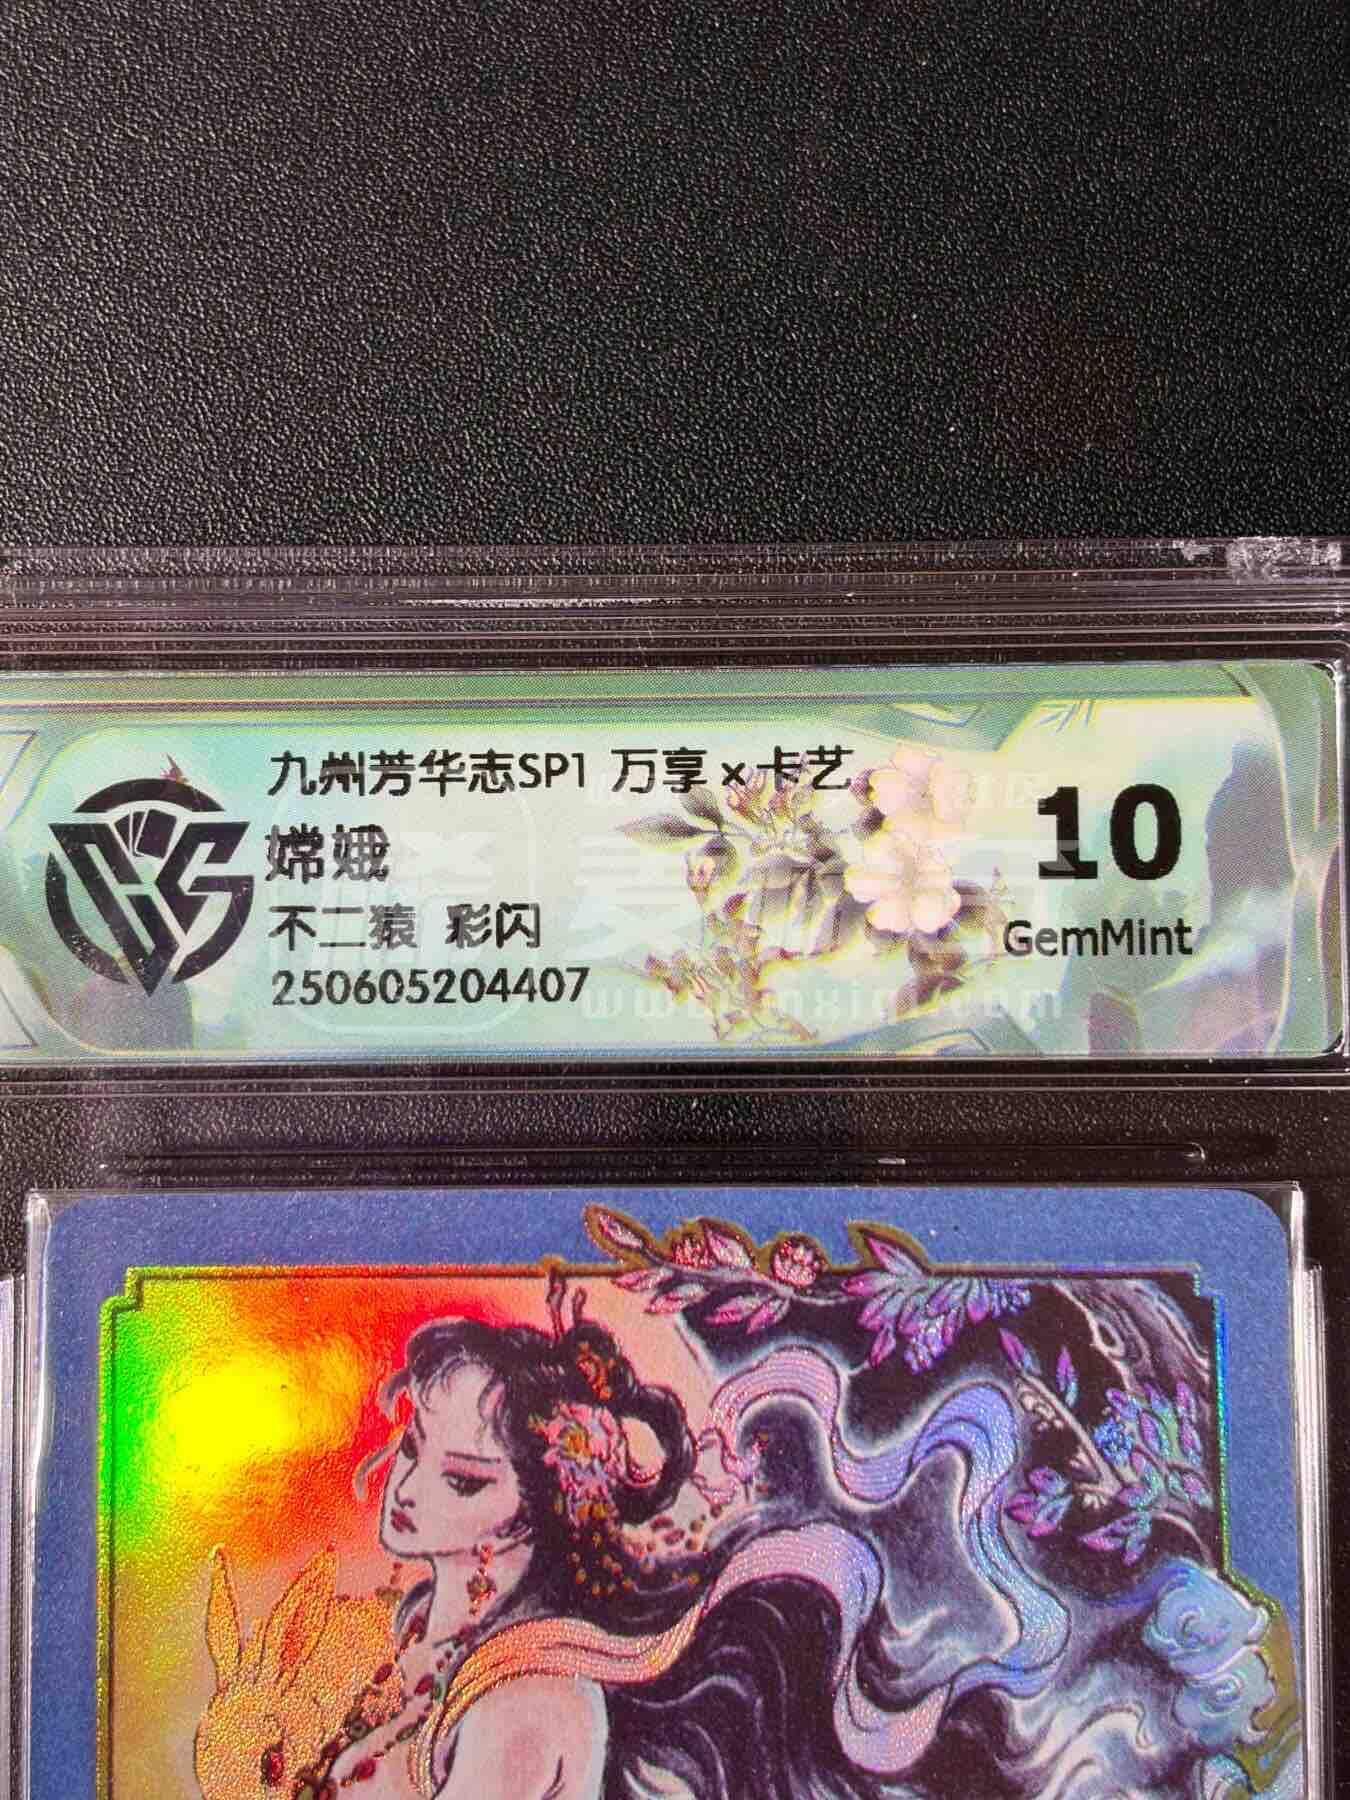 九州芳华志SP1 万享×卡艺
嫦娥
不二猿 彩闪
250605204407
10
GemMint
CCGS